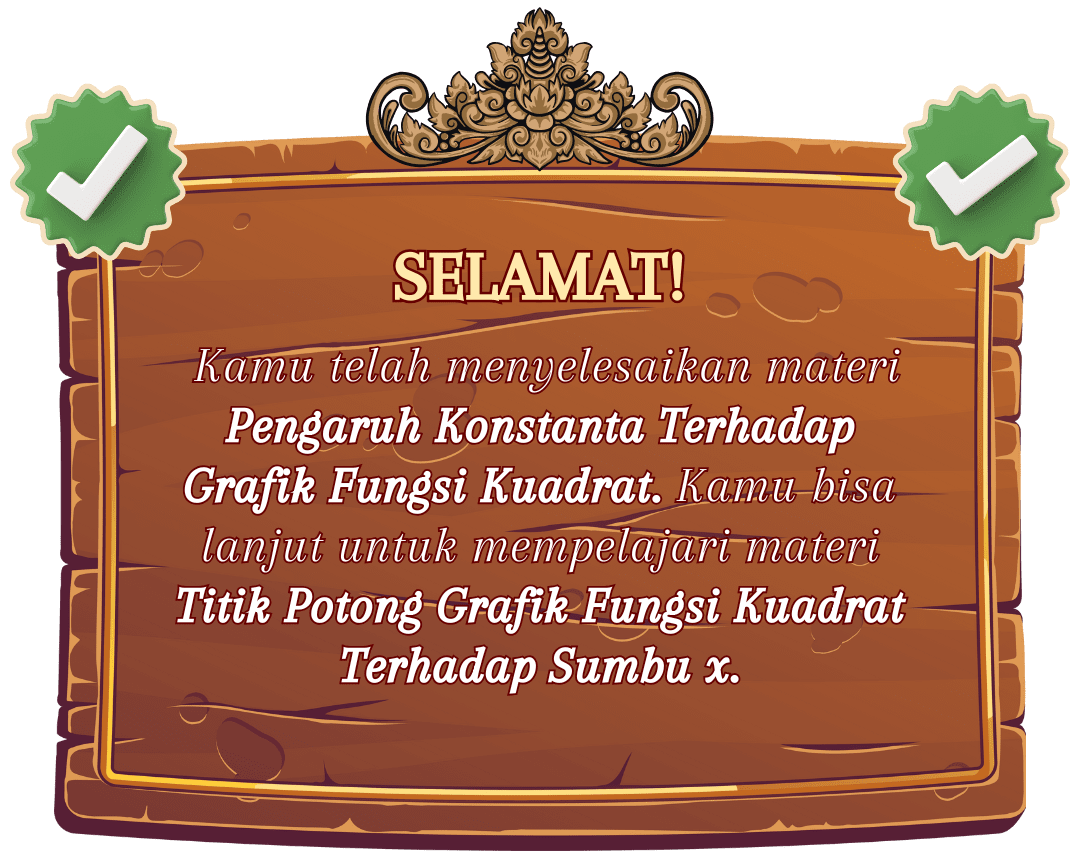 SELAMAT!
Kamu telah menyelesaikan materi
Pengaruh Konstanta Terhadap
Grafik Fungsi Kuadrat. Kamu bisa
lanjut untuk mempelajari materi
Titik Potong Grafik Fungsi Kuadrat
Terhadap Sumbu x.